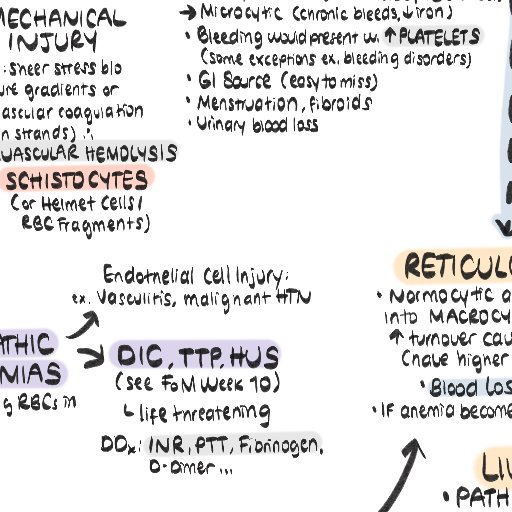 MECHANICAL
INJURY
: sheer stress b/o
ure gradients or
ascular coagulation
n strands) ∴
VASCULAR HEMOLYSIS
SCHISTOCYTES
(or Helmet Cells/
RBC Fragments)
→ Microcytic (chronic bleeds, ↓iron)
• Bleeding would present w. ↑PLATELETS
(some exceptions ex. bleeding disorders)
• GI Source (easy to miss)
• Menstruation, fibroids
• Urinary blood loss
Endothelial Cell Injury:
ex. Vasculitis, malignant HTN
ATHIC
MIAS
g RBCs in
DIC, TTP, HUS
(see FoM Week 10)
↳ life threatening
DDx: INR, PTT, Fibrinogen,
D-dimer ...
RETICULO
• Normocytic a
into MACROCY
↑ turnover cau
(have higher
• Blood Los
• IF anemia become
LIV
• PATH